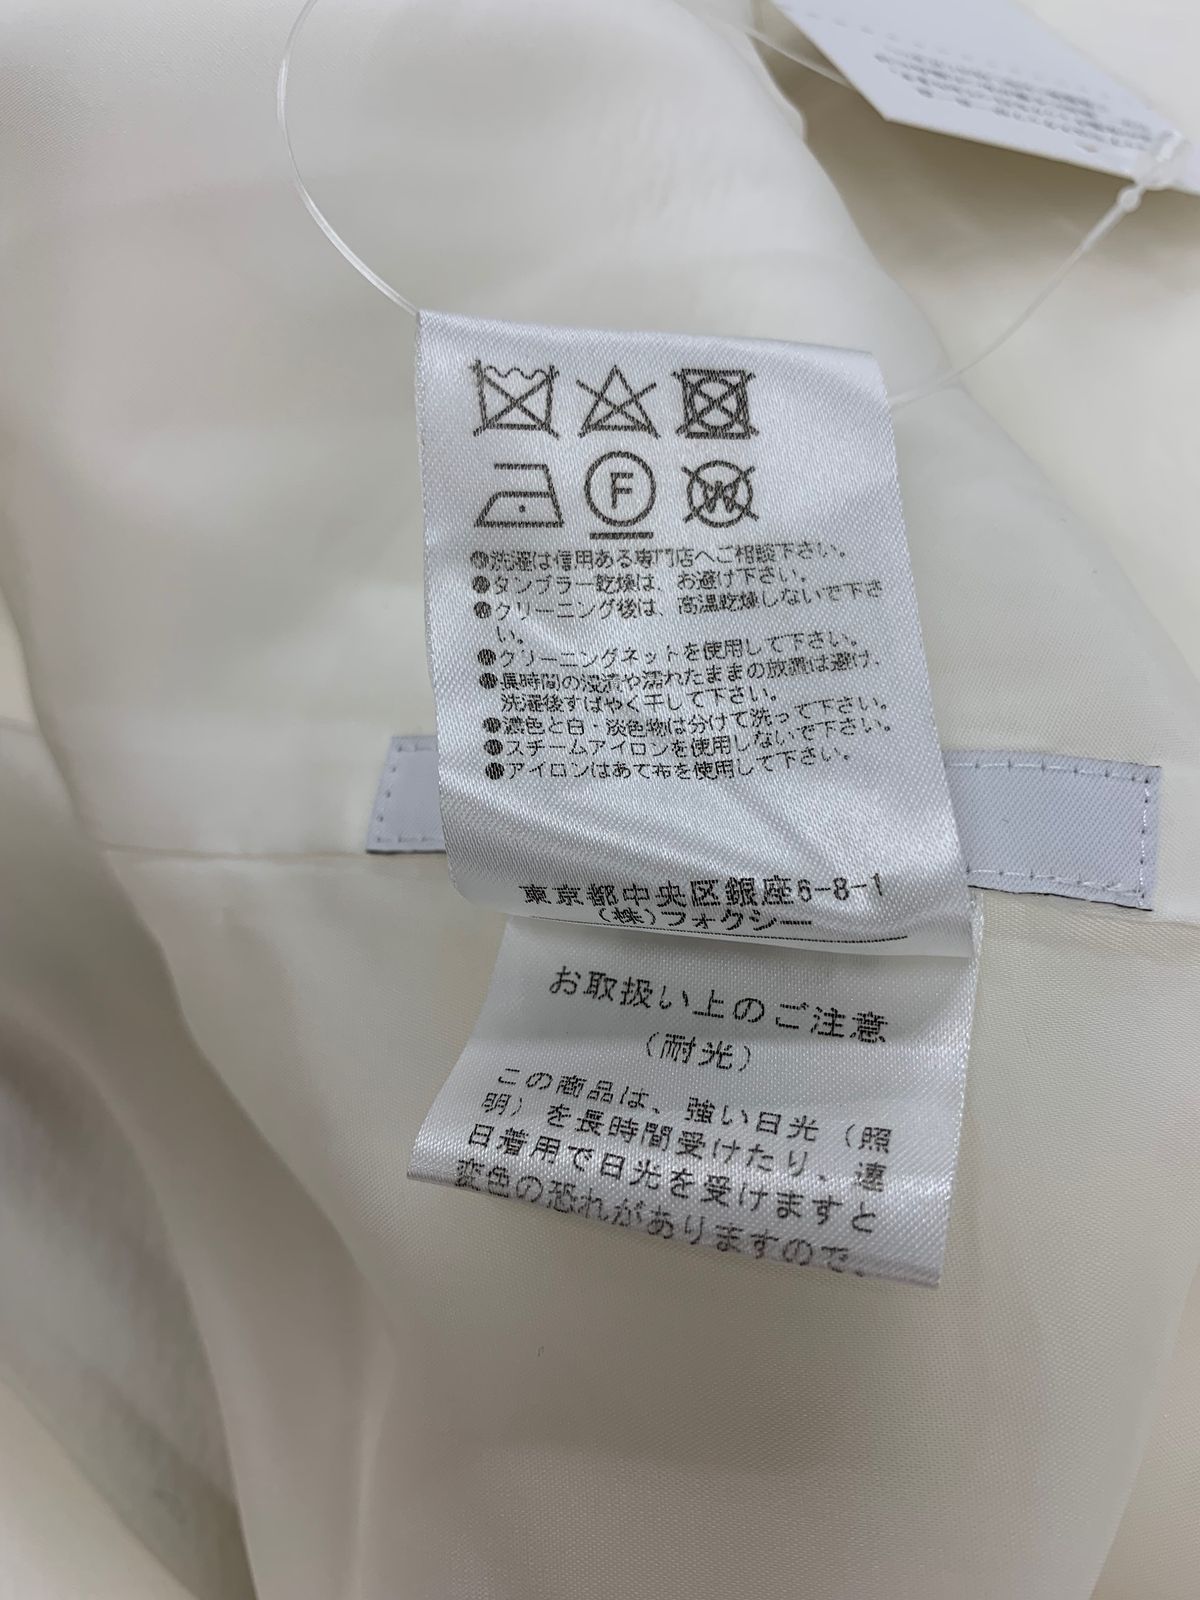 F
W
●洗濯は信用ある専門店へご相談下さい。
●タンブラー乾燥は、お避け下さい。
●クリーニング後は、高温乾燥しないで下さ
い。
●クリーニングネットを使用して下さい。
●長時間の浸漬や濡れたままの放置は避け、
洗濯後すばやく干して下さい。
●濃色と白・淡色物は分けて洗って下さい。
●スチームアイロンを使用しないで下さい。
●アイロンはあて布を使用して下さい。
東京都中央区銀座6-8-1
(株)フォクシー
お取扱い上のご注意
(耐光)
この商品は、強い日光(照
明)を長時間受けたり、連
日着用で日光を受けますと
変色の恐れがありますので、